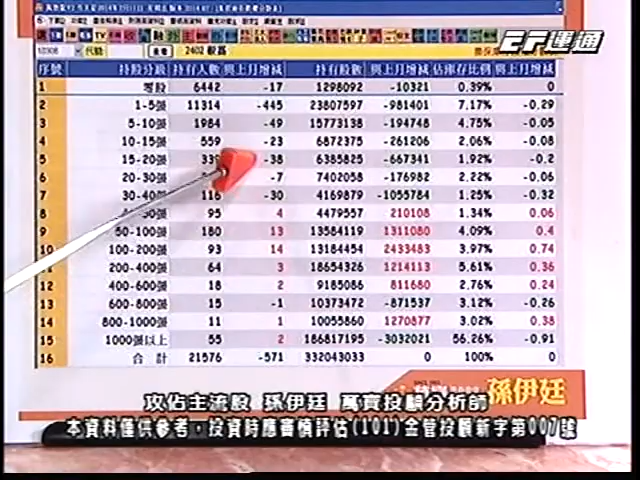 EF 運通
2402 毅嘉
序號 持股分級 持有人數 與上月增減 持有股數 與上月增減 佔庫存比例 與上月增減
1 零股 6442 -17 1298092 -10321 0.39% 0
2 1-5張 11314 -445 23807597 -981401 7.17% -0.29
3 5-10張 1984 -49 15773138 -194748 4.75% -0.05
4 10-15張 559 -23 6872375 -261206 2.06% -0.08
5 15-20張 339 -38 6385825 -667341 1.92% -0.2
6 20-30張 -7 7402058 -176982 2.22% -0.06
7 30-40張 116 -30 4169879 -1055784 1.25% -0.32
8 95 4 4479557 210108 1.34% 0.06
9 50-100張 180 13 13584119 1311080 4.09% 0.4
10 100-200張 94 14 13184454 2433483 3.97% 0.74
11 200-400張 64 3 18654326 1214113 5.61% 0.36
12 400-600張 18 2 9185086 811680 2.76% 0.24
13 600-800張 15 -1 10373472 -871537 3.12% -0.26
14 800-1000張 11 1 10055860 1270877 3.02% 0.38
15 1000張以上 55 2 186817195 -3032021 56.26% -0.91
16 合 計 21576 -571 332043033 0 100% 0
孫伊廷
攻佔主流股 孫伊廷 萬寶投顧分析師
本資料僅供參考，投資時應審慎評估(101)金管投顧新字第007號